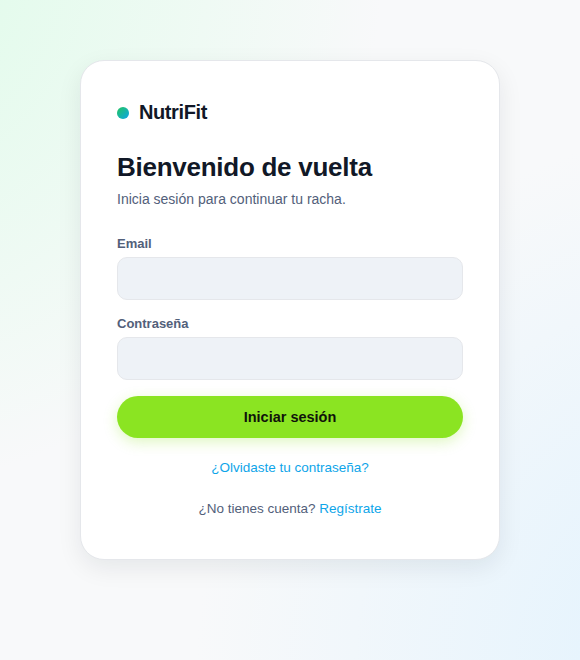 NutriFit
Bienvenido de vuelta
Inicia sesión para continuar tu racha.
Email
Contraseña
Iniciar sesión
¿Olvidaste tu contraseña?
¿No tienes cuenta? Regístrate